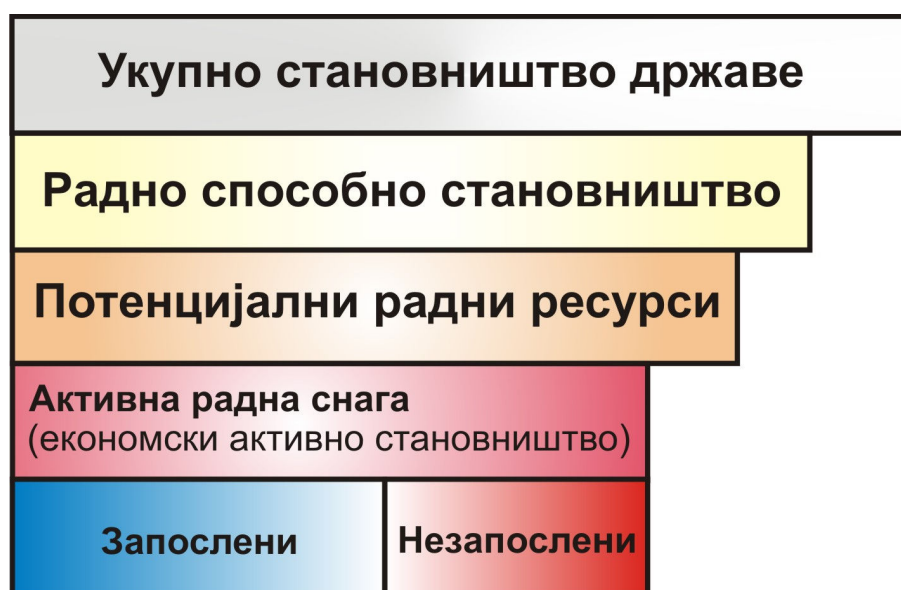 Укупно становништво државе
Радно способно становништво
Потенцијални радни ресурси
Активна радна снага
(економски активно становништво)
Запослени
Незапослени